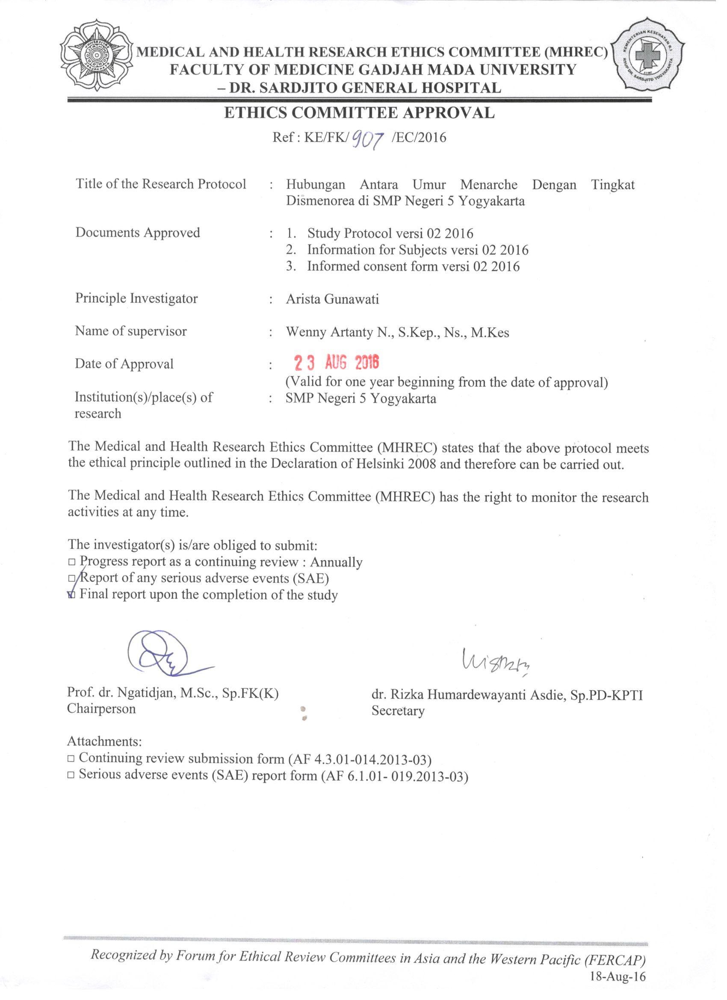 MEDICAL AND HEALTH RESEARCH ETHICS COMMITTEE (MHREC)
FACULTY OF MEDICINE GADJAH MADA UNIVERSITY
– DR. SARDJITO GENERAL HOSPITAL
KEMENTERIAN KESEHATAN R.I
RSUP DR. SARDJITO YOGYAKARTA
ETHICS COMMITTEE APPROVAL
Ref : KE/FK/ 907 /EC/2016
Title of the Research Protocol : Hubungan Antara Umur Menarche Dengan Tingkat
Dismenorea di SMP Negeri 5 Yogyakarta
Documents Approved : 1. Study Protocol versi 02 2016
2. Information for Subjects versi 02 2016
3. Informed consent form versi 02 2016
Principle Investigator : Arista Gunawati
Name of supervisor : Wenny Artanty N., S.Kep., Ns., M.Kes
Date of Approval : 23 AUG 2016
(Valid for one year beginning from the date of approval)
Institution(s)/place(s) of : SMP Negeri 5 Yogyakarta
research
The Medical and Health Research Ethics Committee (MHREC) states that the above protocol meets
the ethical principle outlined in the Declaration of Helsinki 2008 and therefore can be carried out.
The Medical and Health Research Ethics Committee (MHREC) has the right to monitor the research
activities at any time.
The investigator(s) is/are obliged to submit:
□ Progress report as a continuing review : Annually
□ Report of any serious adverse events (SAE)
☑ Final report upon the completion of the study
Prof. dr. Ngatidjan, M.Sc., Sp.FK(K) dr. Rizka Humardewayanti Asdie, Sp.PD-KPTI
Chairperson Secretary
Attachments:
□ Continuing review submission form (AF 4.3.01-014.2013-03)
□ Serious adverse events (SAE) report form (AF 6.1.01- 019.2013-03)
Recognized by Forum for Ethical Review Committees in Asia and the Western Pacific (FERCAP)
18-Aug-16